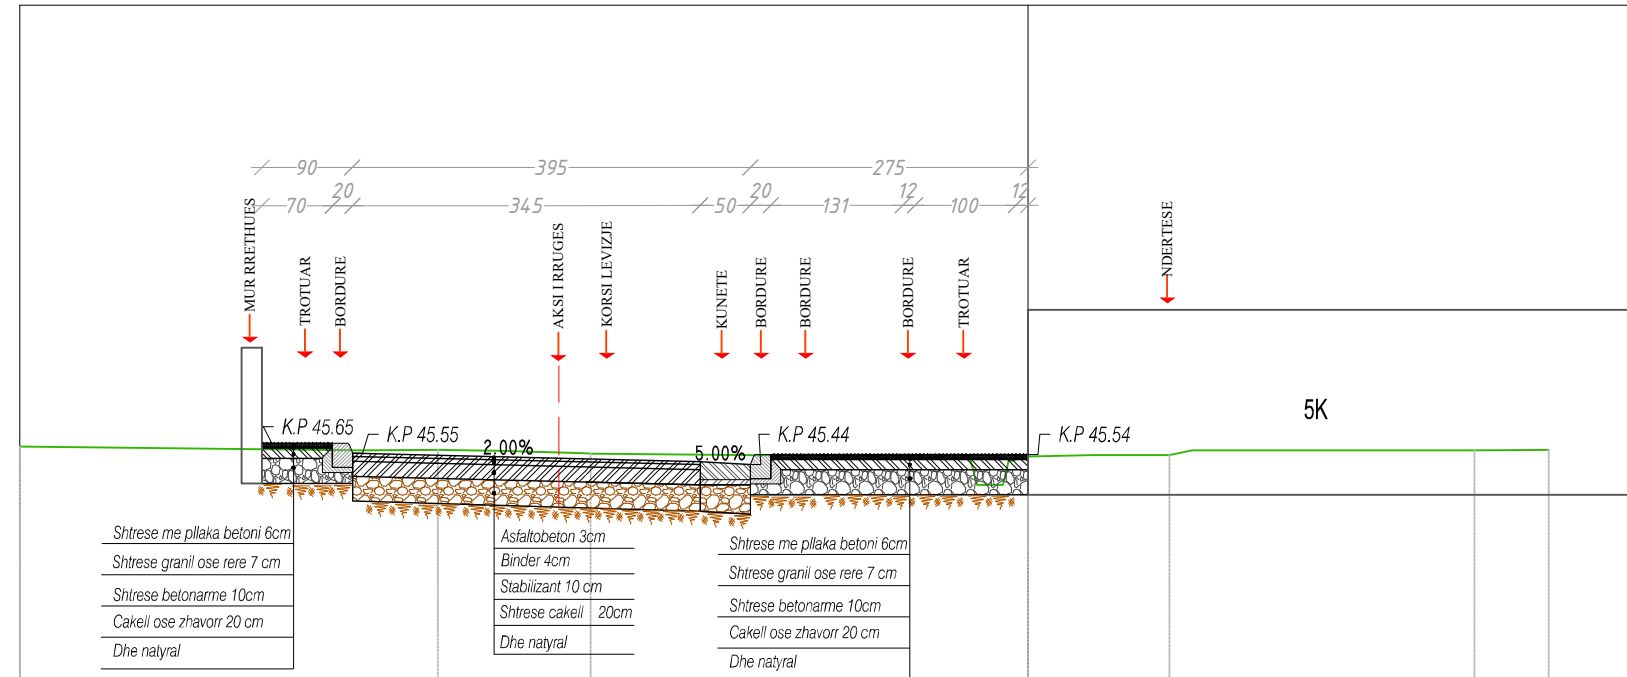 90 395 275
20 20 12 12
70 345 50 131 100
MUR RRETHUES
TROTUAR
BORDURE
AKSI I RRUGES
KORSI LEVIZJE
KUNETE
BORDURE
BORDURE
BORDURE
TROTUAR
NDERTESE
5K
K.P 45.65
K.P 45.55
2.00%
5.00%
K.P 45.44
K.P 45.54
Shtrese me pllaka betoni 6cm
Shtrese granil ose rere 7 cm
Shtrese betonarme 10cm
Cakell ose zhavorr 20 cm
Dhe natyral
Asfaltobeton 3cm
Binder 4cm
Stabilizant 10 cm
Shtrese cakell 20cm
Dhe natyral
Shtrese me pllaka betoni 6cm
Shtrese granil ose rere 7 cm
Shtrese betonarme 10cm
Cakell ose zhavorr 20 cm
Dhe natyral